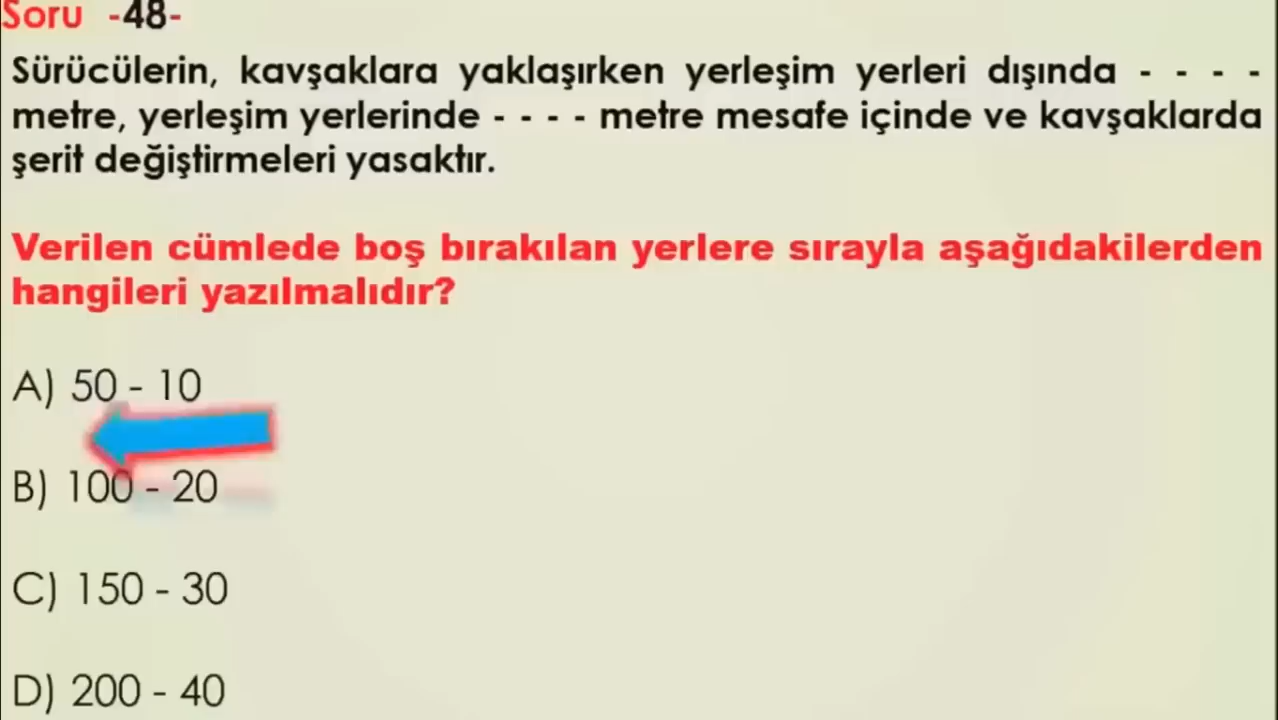 Soru -48-
Sürücülerin, kavşaklara yaklaşırken yerleşim yerleri dışında - - - -
metre, yerleşim yerlerinde - - - - metre mesafe içinde ve kavşaklarda
şerit değiştirmeleri yasaktır.
Verilen cümlede boş bırakılan yerlere sırayla aşağıdakilerden
hangileri yazılmalıdır?
A) 50 - 10
B) 100 - 20
C) 150 - 30
D) 200 - 40